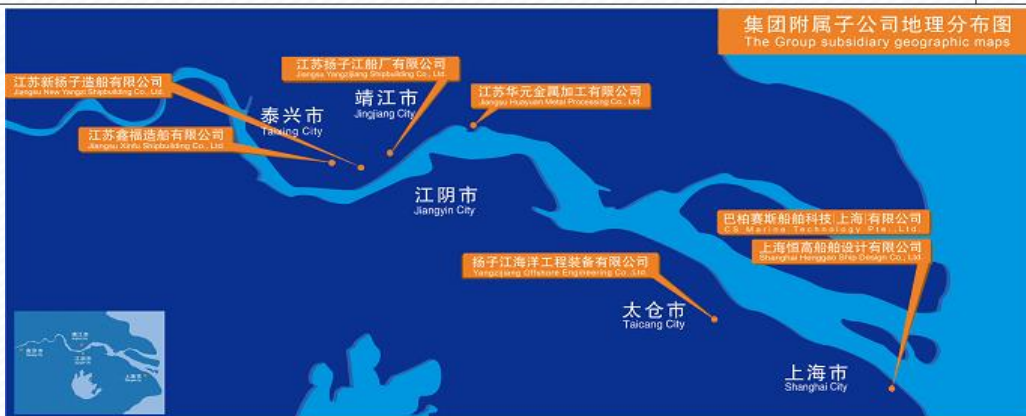 集团附属子公司地理分布图
The Group subsidiary geographic maps
江苏扬子江船厂有限公司
Jiangsu Yangzijiang Shipbuilding Co., Ltd.
江苏新扬子造船有限公司
Jiangsu New Yangzi Shipbuilding Co., Ltd.
江苏华元金属加工有限公司
Jiangsu Huayuan Metal Processing Co., Ltd.
靖江市
Jingjiang City
泰兴市
Taixing City
江苏鑫福造船有限公司
Jiangsu Xinfu Shipbuilding Co., Ltd.
江阴市
Jiangyin City
巴柏赛斯船舶科技|上海|有限公司
CS Marine Technology Pte., Ltd.
上海恒高船舶设计有限公司
Shanghai Henggao Ship Design Co., Ltd.
扬子江海洋工程装备有限公司
Yangzijiang Offshore Engineering Co., Ltd.
太仓市
Taicang City
上海市
Shanghai City